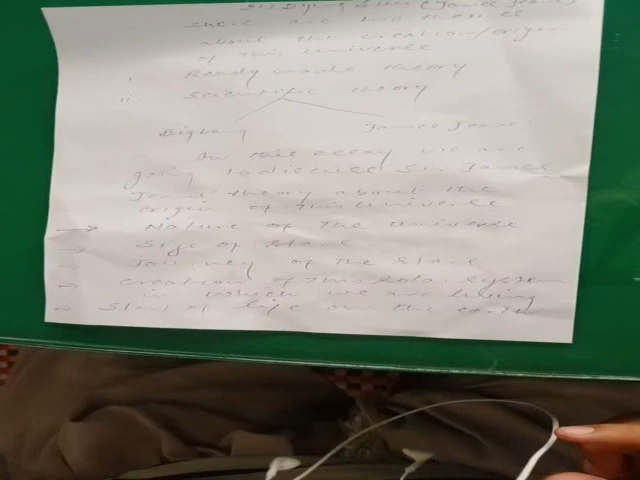 Dying Sun (James Jeans)
There are two theories
about the creation/origin
of this universe
i Ready made theory
ii Scientific theory
Bigbang James Jeans'
In this essay we are
going to discuss Sir James
Jeans' theory about the
origin of this universe
→ Nature of the universe
→ Size of stars
→ Journey of the stars
→ Creation of this solar system
in which we are living
→ Start of life on the earth